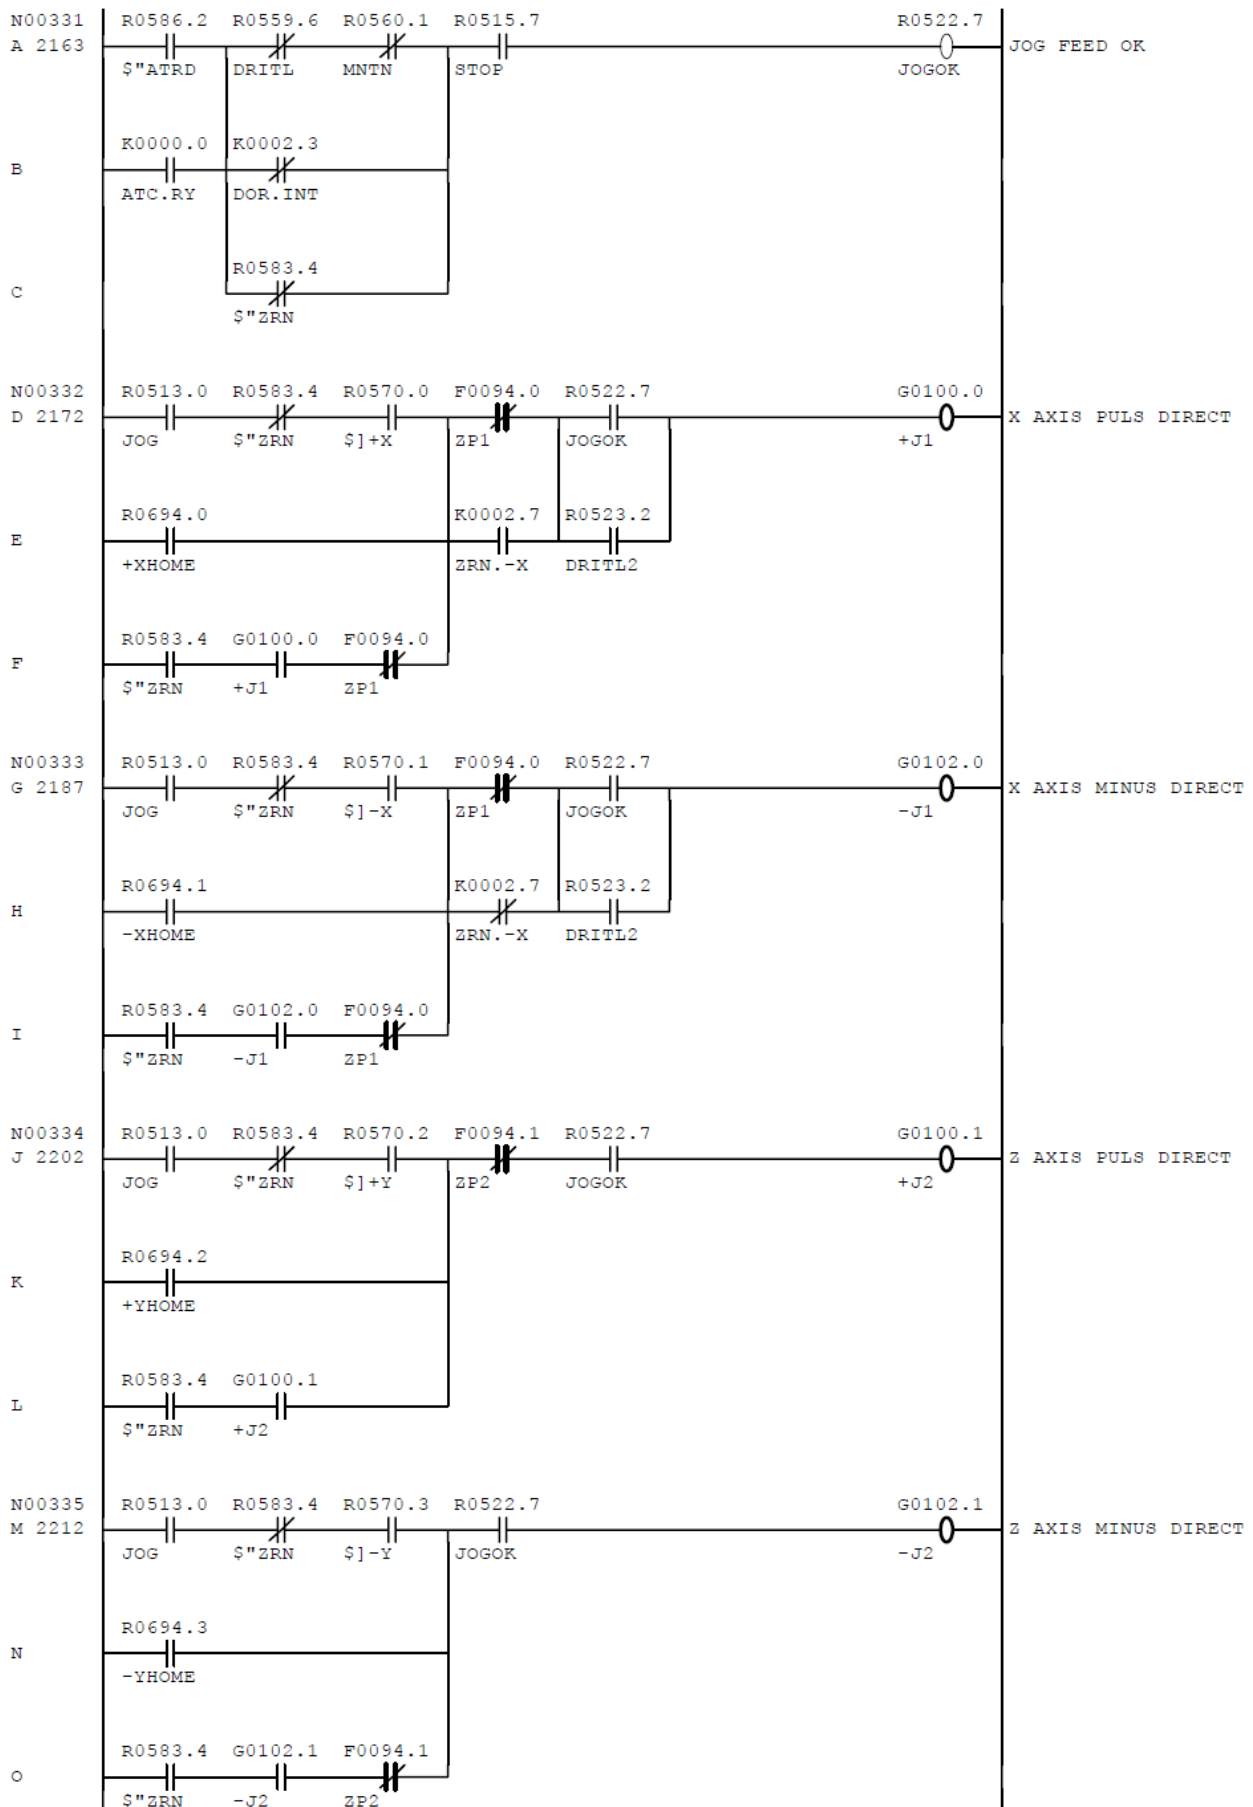 N00331 R0586.2 R0559.6 R0560.1 R0515.7 R0522.7
A 2163 JOG FEED OK
$"ATRD DRITL MNTN STOP JOGOK
K0000.0 K0002.3
B
ATC.RY DOR.INT
R0583.4
C
$"ZRN
N00332 R0513.0 R0583.4 R0570.0 F0094.0 R0522.7 G0100.0
D 2172 X AXIS PULS DIRECT
JOG $"ZRN $]+X ZP1 JOGOK +J1
R0694.0 K0002.7 R0523.2
E
+XHOME ZRN.-X DRITL2
R0583.4 G0100.0 F0094.0
F
$"ZRN +J1 ZP1
N00333 R0513.0 R0583.4 R0570.1 F0094.0 R0522.7 G0102.0
G 2187 X AXIS MINUS DIRECT
JOG $"ZRN $]-X ZP1 JOGOK -J1
R0694.1 K0002.7 R0523.2
H
-XHOME ZRN.-X DRITL2
R0583.4 G0102.0 F0094.0
I
$"ZRN -J1 ZP1
N00334 R0513.0 R0583.4 R0570.2 F0094.1 R0522.7 G0100.1
J 2202 Z AXIS PULS DIRECT
JOG $"ZRN $]+Y ZP2 JOGOK +J2
R0694.2
K
+YHOME
R0583.4 G0100.1
L
$"ZRN +J2
N00335 R0513.0 R0583.4 R0570.3 R0522.7 G0102.1
M 2212 Z AXIS MINUS DIRECT
JOG $"ZRN $]-Y JOGOK -J2
R0694.3
N
-YHOME
R0583.4 G0102.1 F0094.1
O
$"ZRN -J2 ZP2